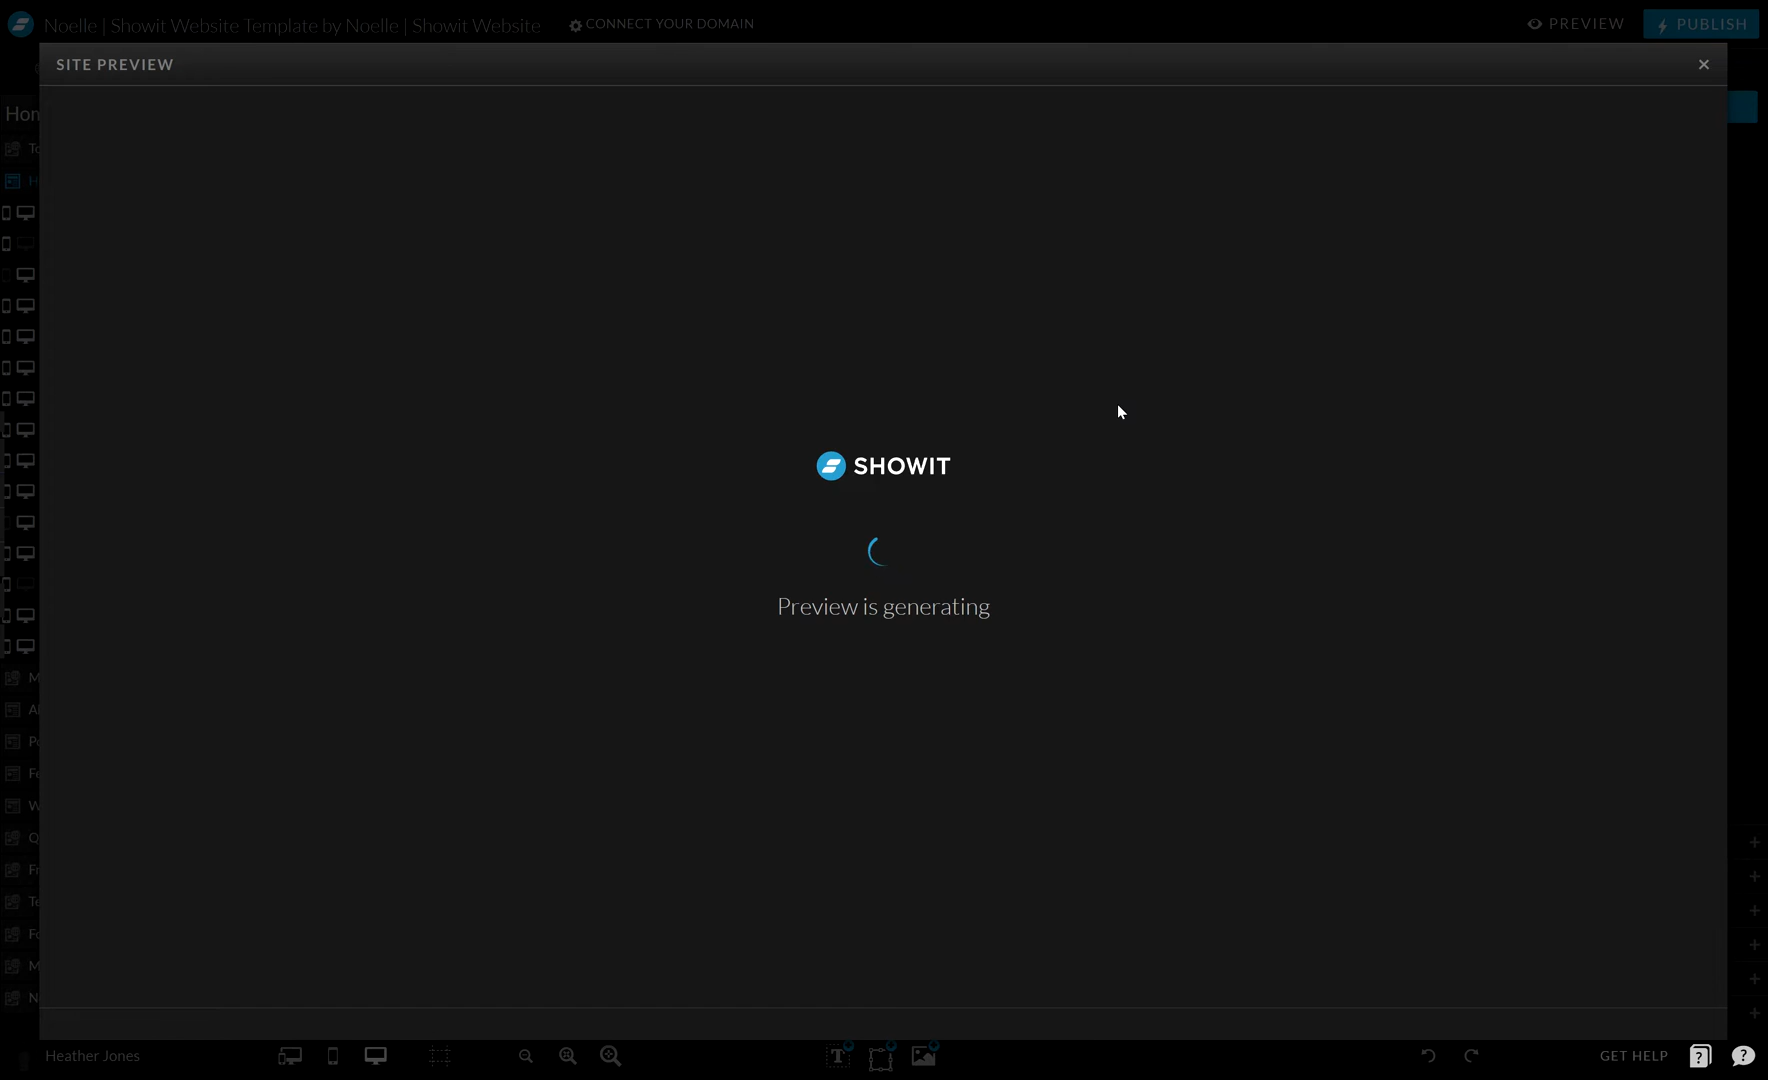 Noelle | Showit Website Template by Noelle | Showit Website
CONNECT YOUR DOMAIN
PREVIEW
PUBLISH
SITE PREVIEW
SHOWIT
Preview is generating
Heather Jones
T
GET HELP
?
?